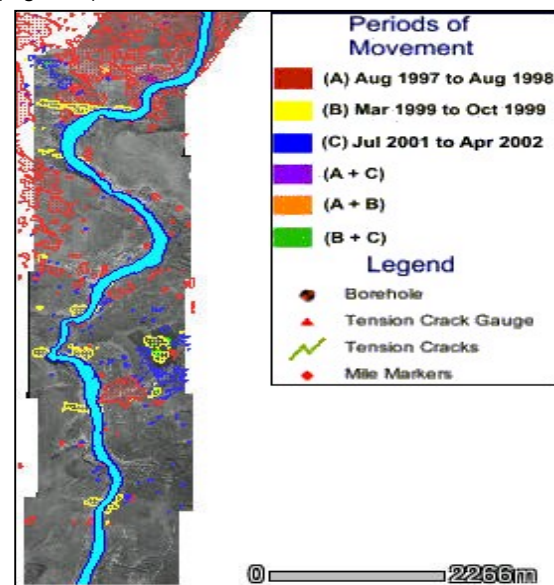 Periods of
Movement
(A) Aug 1997 to Aug 1998
(B) Mar 1999 to Oct 1999
(C) Jul 2001 to Apr 2002
(A + C)
(A + B)
(B + C)
Legend
Borehole
Tension Crack Gauge
Tension Cracks
Mile Markers
0 2266m